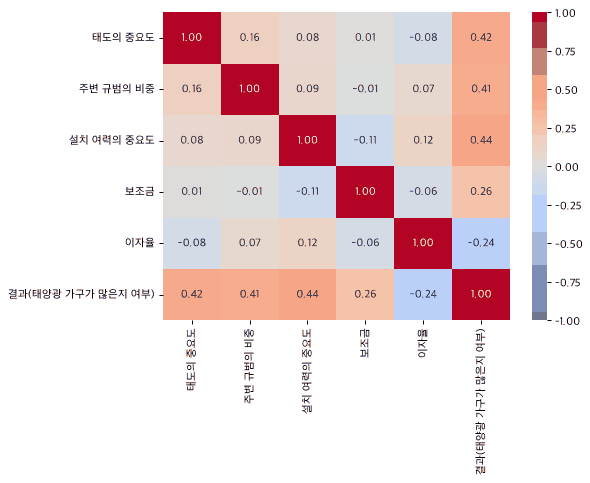 태도의 중요도 1.00 0.16 0.08 0.01 -0.08 0.42
주변 규범의 비중 0.16 1.00 0.09 -0.01 0.07 0.41
설치 여력의 중요도 0.08 0.09 1.00 -0.11 0.12 0.44
보조금 0.01 -0.01 -0.11 1.00 -0.06 0.26
이자율 -0.08 0.07 0.12 -0.06 1.00 -0.24
결과(태양광 가구가 많은지 여부) 0.42 0.41 0.44 0.26 -0.24 1.00
태도의 중요도
주변 규범의 비중
설치 여력의 중요도
보조금
이자율
결과(태양광 가구가 많은지 여부)
1.00
0.75
0.50
0.25
0.00
-0.25
-0.50
-0.75
-1.00